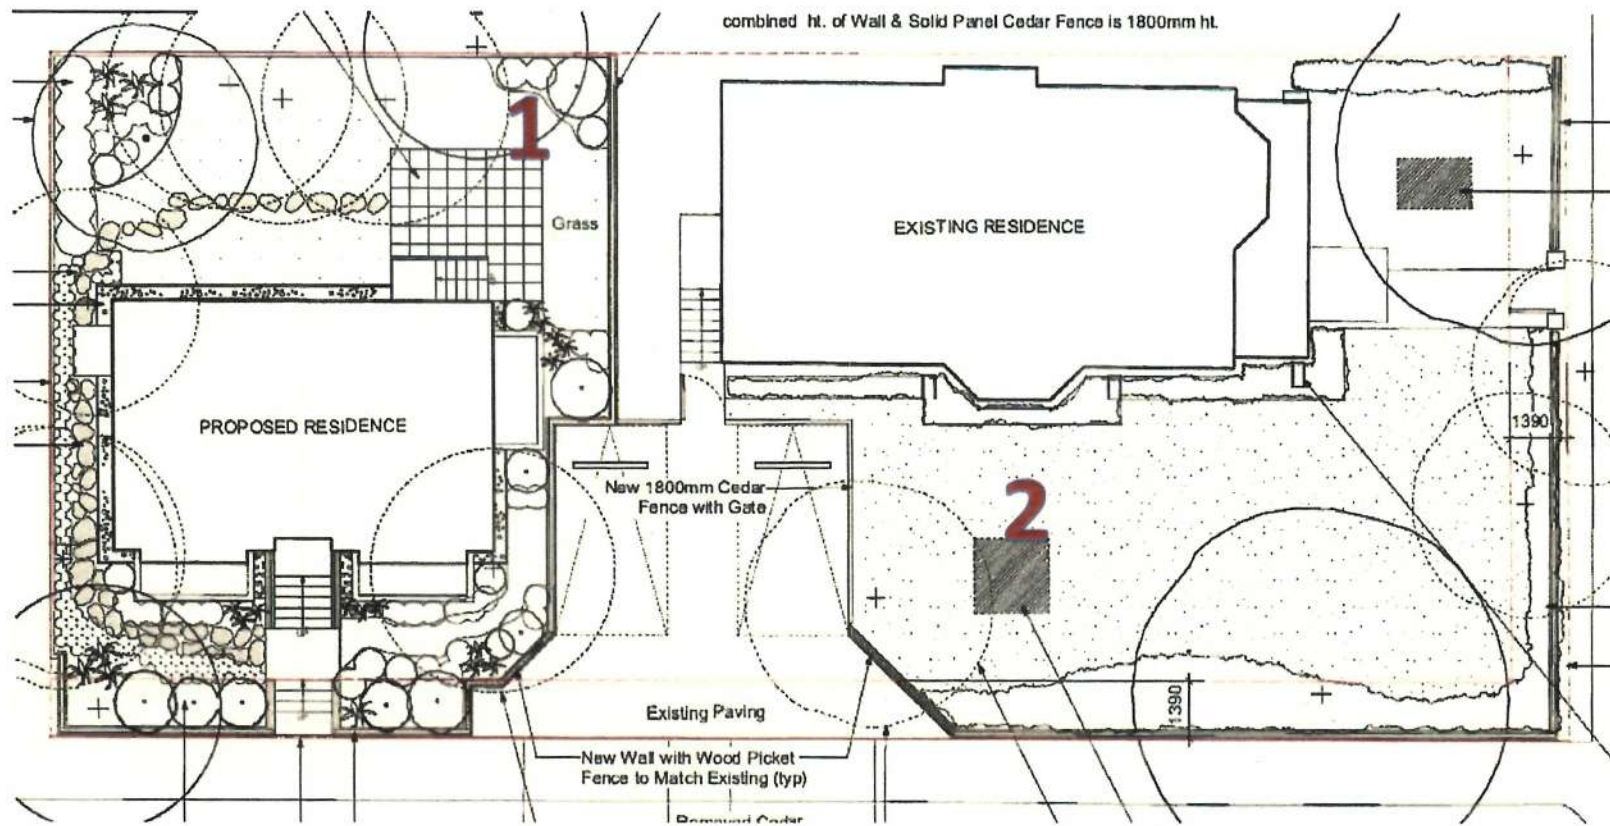 combined ht. of Wall & Solid Panel Cedar Fence is 1800mm ht.
1
Grass
EXISTING RESIDENCE
PROPOSED RESIDENCE
1390
New 1800mm Cedar
Fence with Gate
2
Existing Paving
1390
New Wall with Wood Picket
Fence to Match Existing (typ)
Removed Cedar